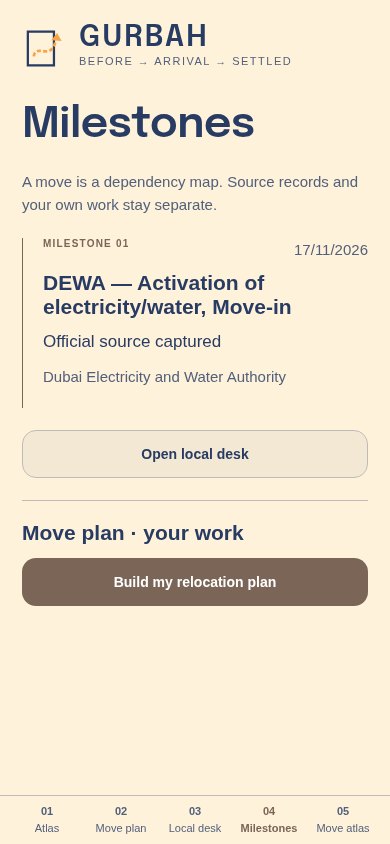 GURBAH
BEFORE → ARRIVAL → SETTLED
Milestones
A move is a dependency map. Source records and
your own work stay separate.
MILESTONE 01
17/11/2026
DEWA — Activation of
electricity/water, Move-in
Official source captured
Dubai Electricity and Water Authority
Open local desk
Move plan · your work
Build my relocation plan
01 02 03 04 05
Atlas Move plan Local desk Milestones Move atlas